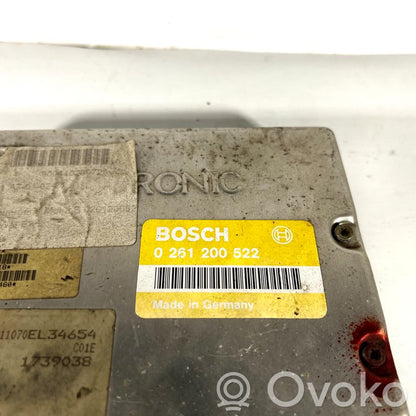 RONIC
BOSCH
0 261 200 522
Made in Germany
11070EL34654
C01E
1739038
Ovoko